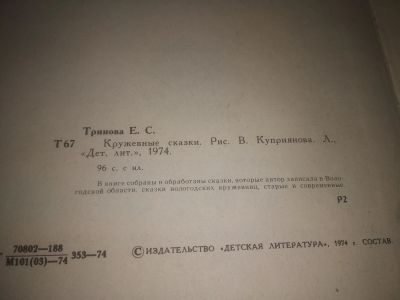 Тринова Е. С.
Т 67 Кружевные сказки. Рис. В. Куприянова. Л.,
«Дет. лит.», 1974.
96 с. с ил.
В книге собраны и обработаны сказки, которые автор записала в Воло-
годской области, сказки вологодских кружевниц, старые и современные.
Р2
70802-188
М101(03)-74 353-74
© ИЗДАТЕЛЬСТВО «ДЕТСКАЯ ЛИТЕРАТУРА», 1974 г. СОСТАВ.